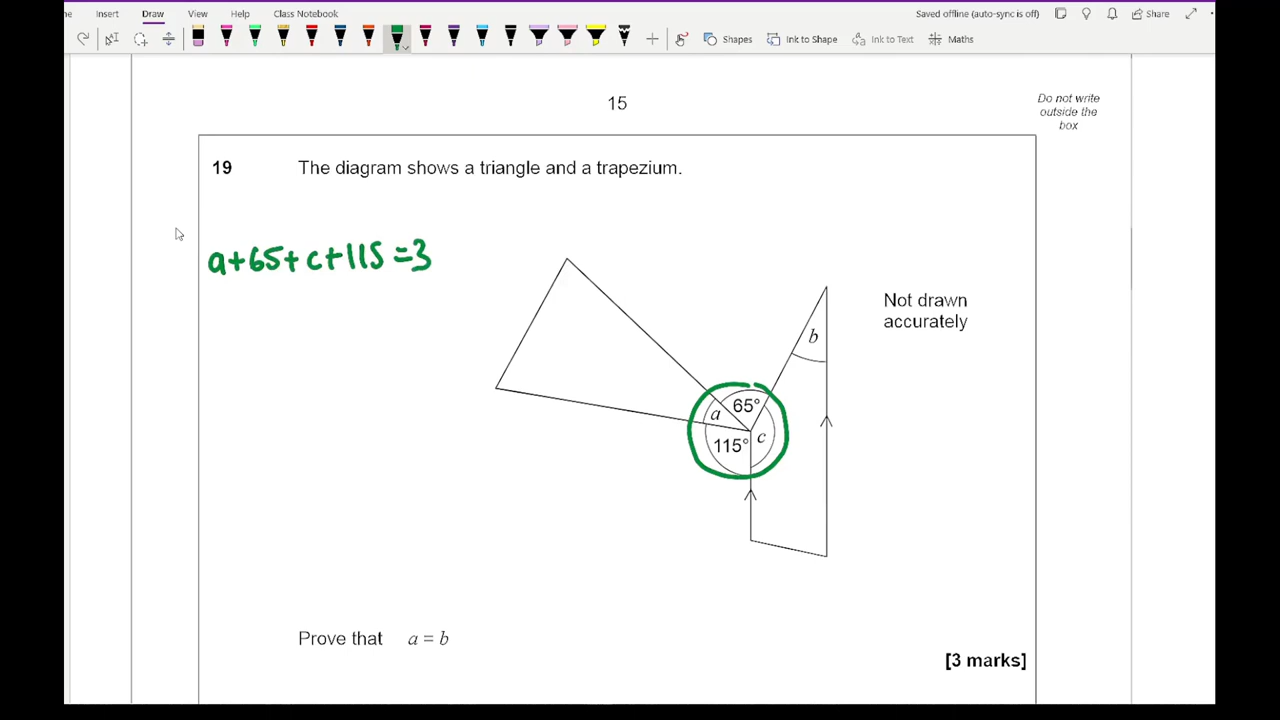 Insert Draw View Help Class Notebook Saved offline (auto-sync is off) Share
Shapes Ink to Shape Ink to Text Maths
15
Do not write
outside the
box
19 The diagram shows a triangle and a trapezium.
a+65+c+115=3
Not drawn
accurately
b
65°
a
115°
c
Prove that a = b
[3 marks]